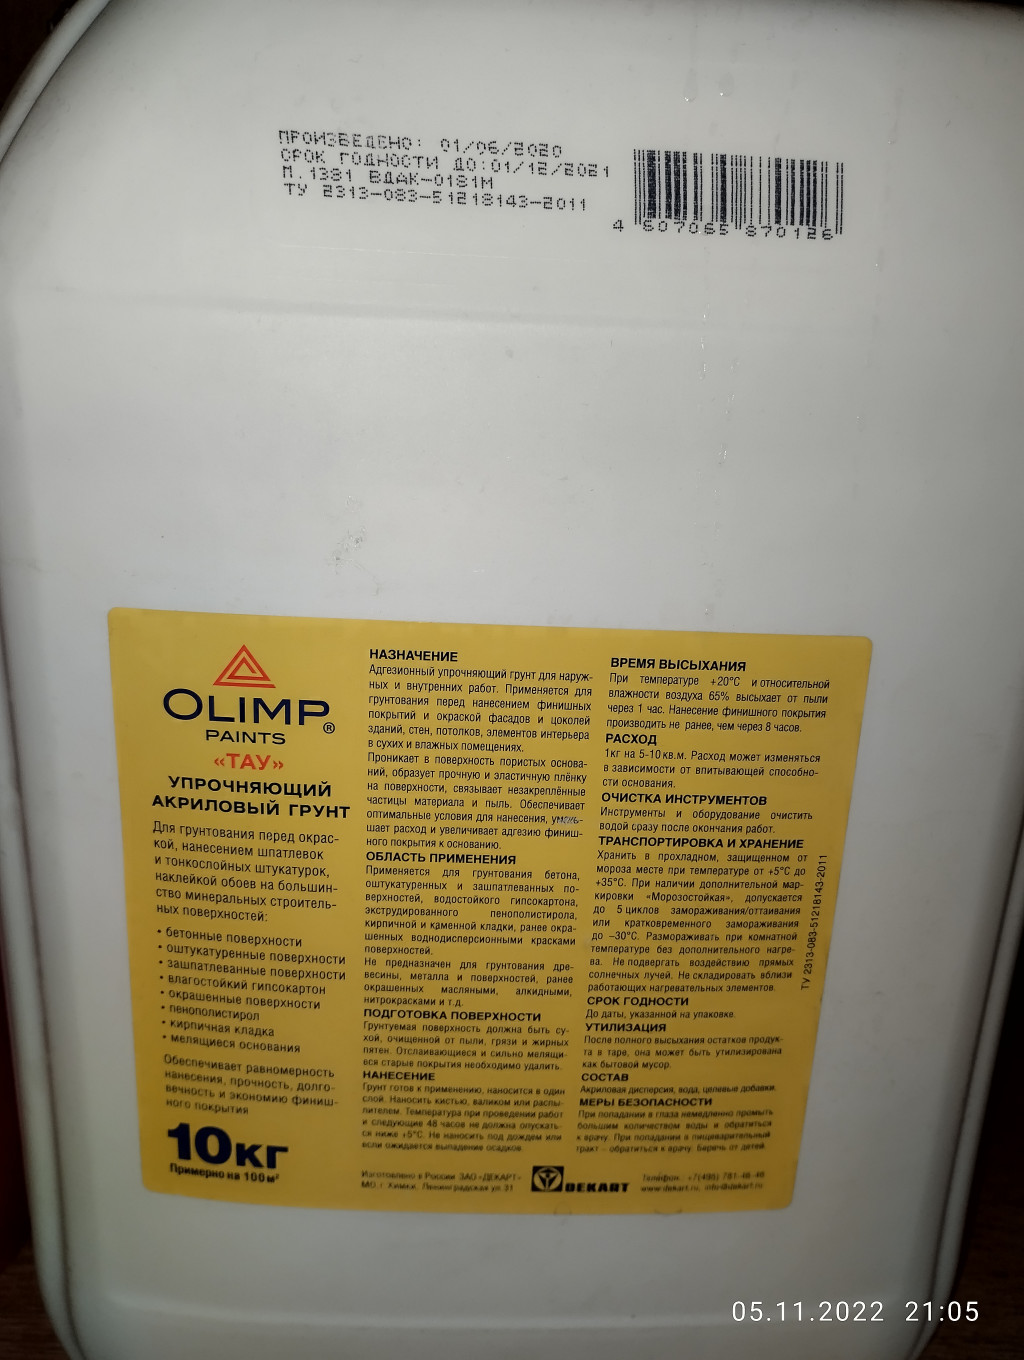 ПРОИЗВЕДЕНО: 01/06/2020
СРОК ГОДНОСТИ ДО:01/12/2021
П.1381 ВДАК-0181М
ТУ 2313-083-51218143-2011
4 607065 870126
OLIMP®
PAINTS
«ТАУ»
УПРОЧНЯЮЩИЙ
АКРИЛОВЫЙ ГРУНТ
Для грунтования перед окрас-
кой, нанесением шпатлевок
и тонкослойных штукатурок,
наклейкой обоев на большин-
ство минеральных строитель-
ных поверхностей:
• бетонные поверхности
• оштукатуренные поверхности
• зашпатлеванные поверхности
• влагостойкий гипсокартон
• окрашенные поверхности
• пенополистирол
• кирпичная кладка
• мелящиеся основания
Обеспечивает равномерность
нанесения, прочность, долго-
вечность и экономию финиш-
ного покрытия
10кг
Примерно на 100м²
НАЗНАЧЕНИЕ
Адгезионный упрочняющий грунт для наруж-
ных и внутренних работ. Применяется для
грунтования перед нанесением финишных
покрытий и окраской фасадов и цоколей
зданий, стен, потолков, элементов интерьера
в сухих и влажных помещениях.
Проникает в поверхность пористых основа-
ний, образует прочную и эластичную плёнку
на поверхности, связывает незакреплённые
частицы материала и пыль. Обеспечивает
оптимальные условия для нанесения, умень-
шает расход и увеличивает адгезию финиш-
ного покрытия к основанию.
ОБЛАСТЬ ПРИМЕНЕНИЯ
Применяется для грунтования бетона,
оштукатуренных и зашпатлеванных по-
верхностей, водостойкого гипсокартона,
экструдированного пенополистирола,
кирпичной и каменной кладки, ранее окра-
шенных воднодисперсионными красками
поверхностей.
Не предназначен для грунтования дре-
весины, металла и поверхностей, ранее
окрашенных масляными, алкидными,
нитрокрасками и т.д.
ПОДГОТОВКА ПОВЕРХНОСТИ
Грунтуемая поверхность должна быть су-
хой, очищенной от пыли, грязи и жирных
пятен. Отслаивающиеся и сильно мелящи-
еся старые покрытия необходимо удалить.
НАНЕСЕНИЕ
Грунт готов к применению, наносится в один
слой. Наносить кистью, валиком или распы-
лителем. Температура при проведении работ
и следующие 48 часов не должна опускать-
ся ниже +5°С. Не наносить под дождем или
если ожидается выпадение осадков.
Изготовлено в России ЗАО «ДЕКАРТ»
МО, г. Химки, Ленинградская ул. 31
DEKART
ВРЕМЯ ВЫСЫХАНИЯ
При температуре +20°С и относительной
влажности воздуха 65% высыхает от пыли
через 1 час. Нанесение финишного покрытия
производить не ранее, чем через 8 часов.
РАСХОД
1кг на 5-10 кв.м. Расход может изменяться
в зависимости от впитывающей способно-
сти основания.
ОЧИСТКА ИНСТРУМЕНТОВ
Инструменты и оборудование очистить
водой сразу после окончания работ.
ТРАНСПОРТИРОВКА И ХРАНЕНИЕ
Хранить в прохладном, защищенном от
мороза месте при температуре от +5°С до
+35°С. При наличии дополнительной мар-
кировки «Морозостойкая», допускается
до 5 циклов замораживания/оттаивания
или кратковременного замораживания
до –30°С. Размораживать при комнатной
температуре без дополнительного нагре-
ва. Не подвергать воздействию прямых
солнечных лучей. Не складировать вблизи
работающих нагревательных элементов.
СРОК ГОДНОСТИ
До даты, указанной на упаковке.
УТИЛИЗАЦИЯ
После полного высыхания остатков продук-
та в таре, она может быть утилизирована
как бытовой мусор.
СОСТАВ
Акриловая дисперсия, вода, целевые добавки.
МЕРЫ БЕЗОПАСНОСТИ
При попадании в глаза немедленно промыть
большим количеством воды и обратиться
к врачу. При попадании в пищеварительный
тракт - обратиться к врачу. Беречь от детей.
Телефон: +7(495) 781-46-46
www.dekart.ru, info@dekart.ru
ТУ 2313-083-51218143-2011
05.11.2022 21:05